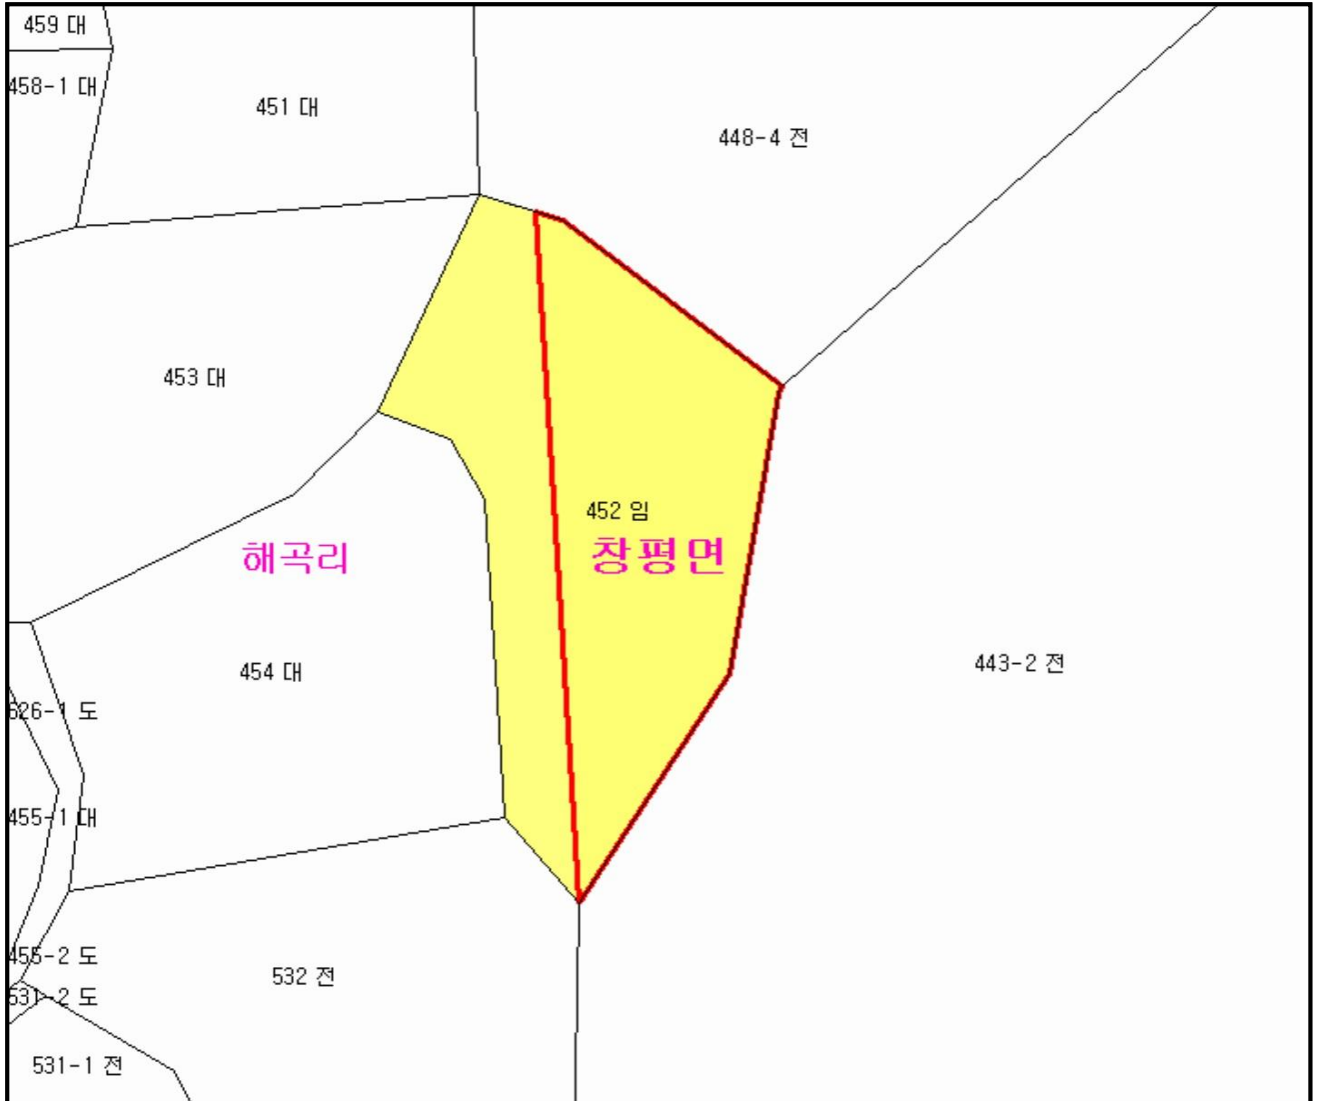 459 대
458-1 대
451 대
448-4 전
453 대
452 임
해곡리
창평면
454 대
443-2 전
626-1 도
455-1 대
455-2 도
532 전
531-2 도
531-1 전